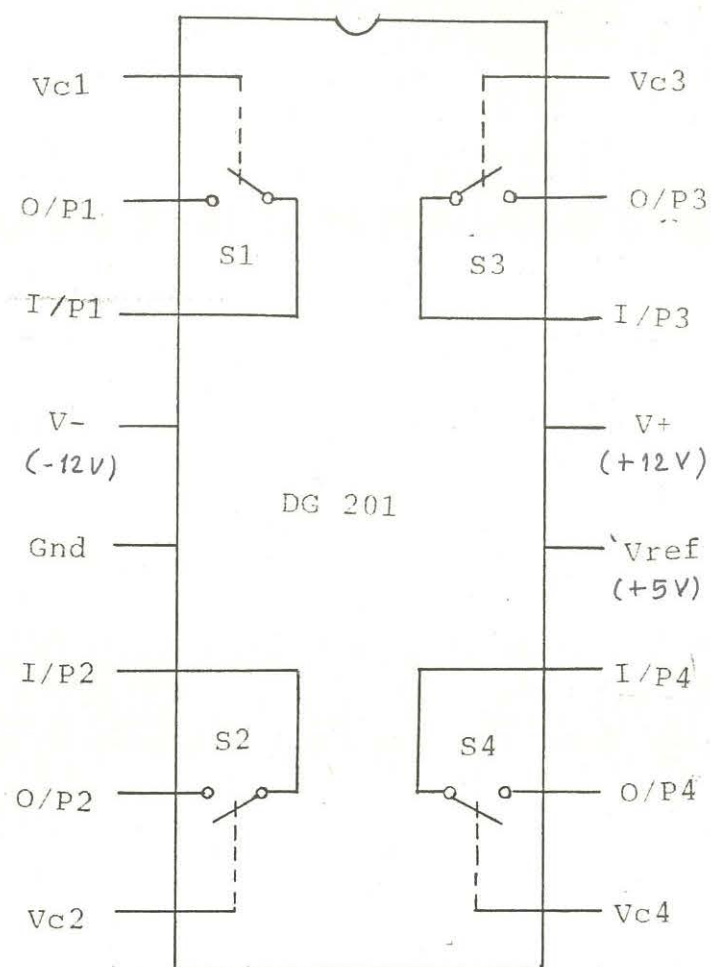 Vc1 Vc3
O/P1 O/P3
S1 S3
I/P1 I/P3
V- V+
(-12V) (+12V)
DG 201
Gnd Vref
(+5V)
I/P2 I/P4
S2 S4
O/P2 O/P4
Vc2 Vc4